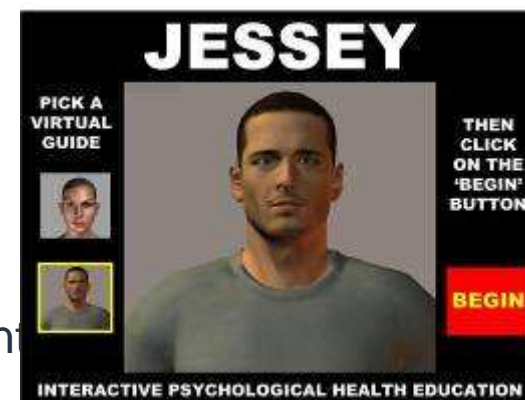 JESSEY
PICK A
VIRTUAL
GUIDE
THEN
CLICK
ON THE
‘BEGIN’
BUTTON
BEGIN
INTERACTIVE PSYCHOLOGICAL HEALTH EDUCATION